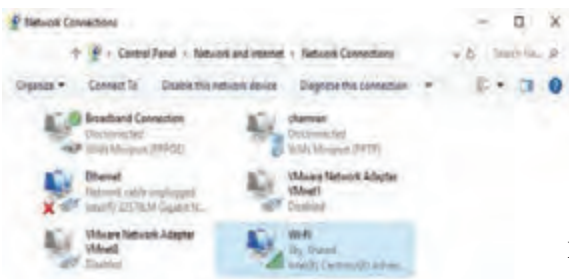 Network Connections
Control Panel › Network and Internet › Network Connections
Organize Connect To Disable this network device Diagnose this connection
Broadband Connection
Disconnected
WAN Miniport (PPPOE)
Disconnected
WAN Miniport (PPTP)
Ethernet
Network cable unplugged
VMware Network Adapter
VMnet1
Disabled
VMware Network Adapter
VMnet8
Disabled
Wi-Fi
Shared